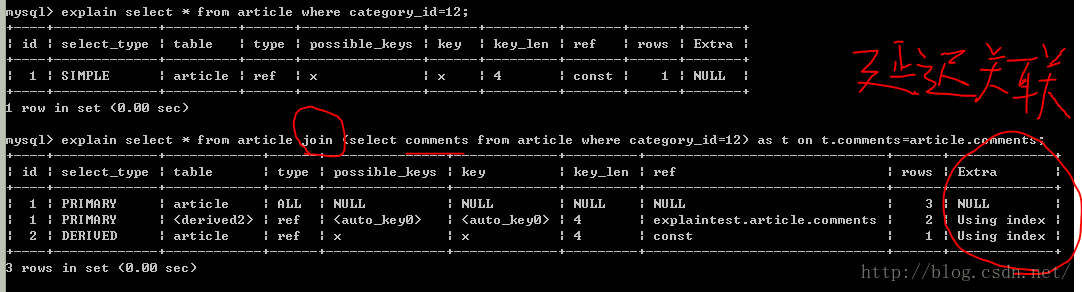 mysql> explain select * from article where category_id=12;
| id | select_type | table | type | possible_keys | key | key_len | ref | rows | Extra |
| 1 | SIMPLE | article | ref | x | x | 4 | const | 1 | NULL |
1 row in set (0.00 sec)
延迟关联
mysql> explain select * from article join (select comments from article where category_id=12) as t on t.comments=article.comments;
| id | select_type | table | type | possible_keys | key | key_len | ref | rows | Extra |
| 1 | PRIMARY | article | ALL | NULL | NULL | NULL | NULL | 3 | NULL |
| 1 | PRIMARY | <derived2> | ref | <auto_key0> | <auto_key0> | 4 | explaintest.article.comments | 2 | Using index |
| 2 | DERIVED | article | ref | x | x | 4 | const | 1 | Using index |
3 rows in set (0.00 sec)
http://blog.csdn.net/